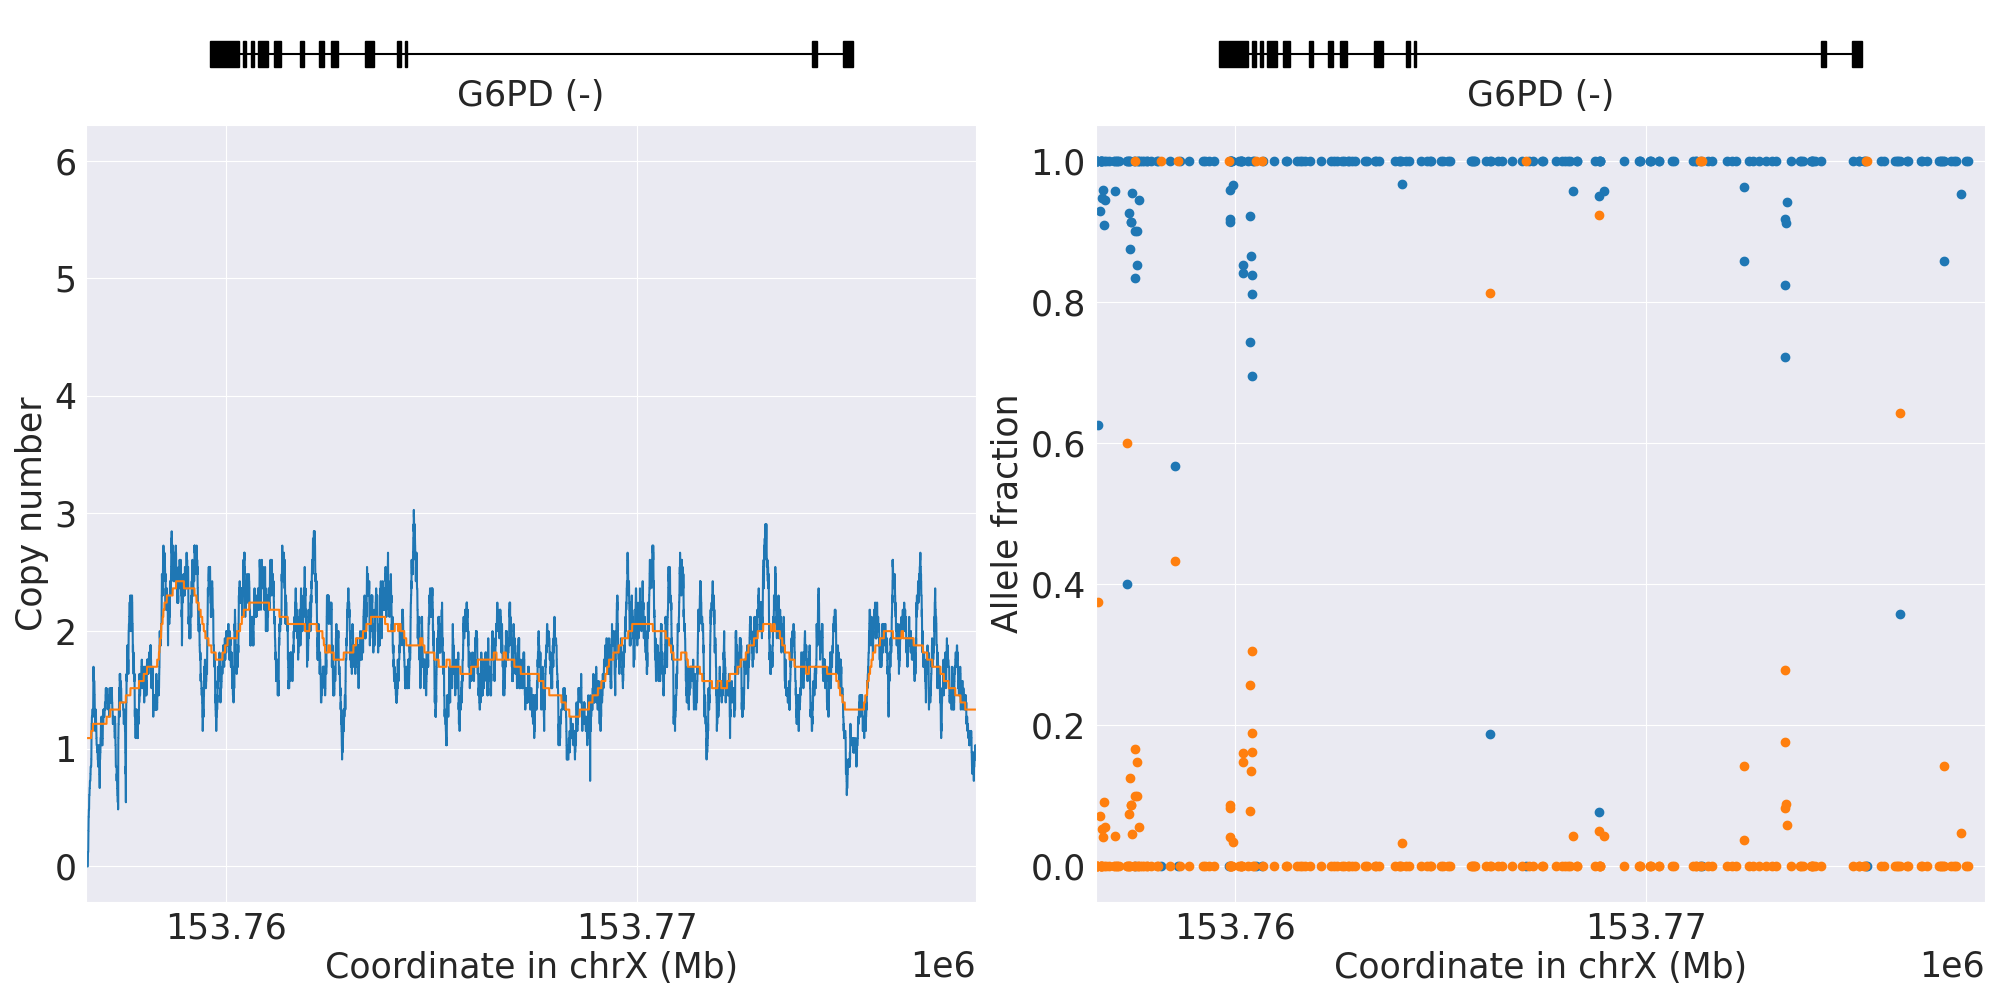 G6PD (-)
6
5
4
3
2
1
0
Copy number
153.76
153.77
Coordinate in chrX (Mb)
1e6
G6PD (-)
1.0
0.8
0.6
0.4
0.2
0.0
Allele fraction
153.76
153.77
Coordinate in chrX (Mb)
1e6